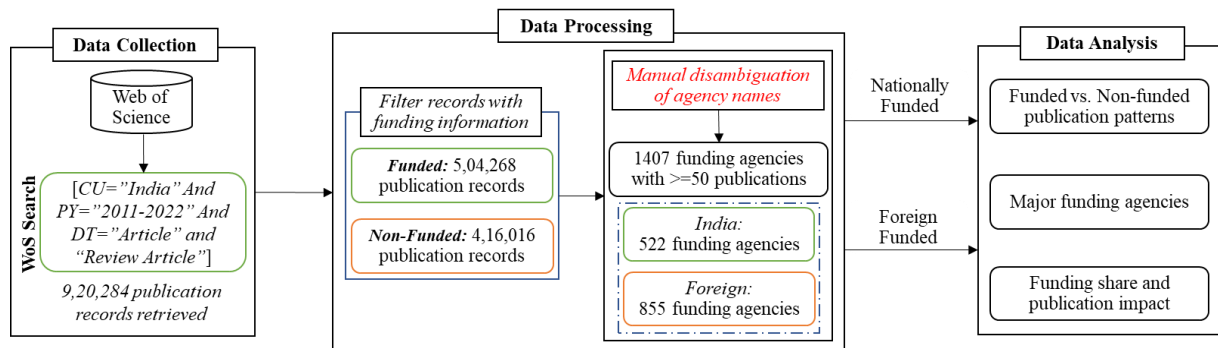 Data Collection
Web of
Science
WoS Search
[CU=”India” And
PY=”2011-2022” And
DT=”Article” and
“Review Article”]
9,20,284 publication
records retrieved
Data Processing
Filter records with
funding information
Funded: 5,04,268
publication records
Non-Funded: 4,16,016
publication records
Manual disambiguation
of agency names
1407 funding agencies
with >=50 publications
India:
522 funding agencies
Foreign:
855 funding agencies
Nationally
Funded
Foreign
Funded
Data Analysis
Funded vs. Non-funded
publication patterns
Major funding agencies
Funding share and
publication impact